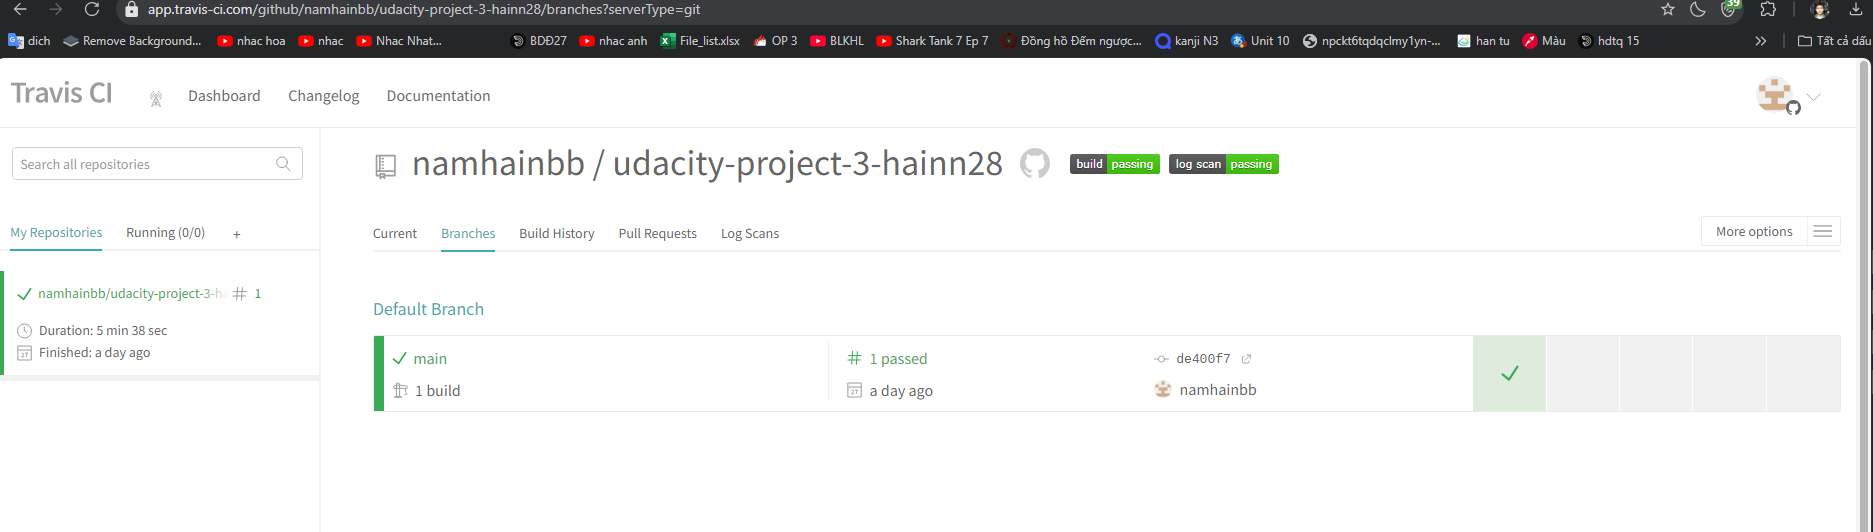 app.travis-ci.com/github/namhainbb/udacity-project-3-hainn28/branches?serverType=git
39
dich Remove Background... nhac hoa nhac Nhac Nhat... BDĐ27 nhac anh File_list.xlsx OP 3 BLKHL Shark Tank 7 Ep 7 Đồng hồ Đếm ngược... kanji N3 Unit 10 npckt6tqdqclmy1yn-... han tu Màu hdtq 15 » Tất cả dấu
Travis CI Dashboard Changelog Documentation
Search all repositories
namhainbb / udacity-project-3-hainn28 build passing log scan passing
My Repositories Running (0/0) +
Current Branches Build History Pull Requests Log Scans More options
namhainbb/udacity-project-3-ha # 1
Duration: 5 min 38 sec
Finished: a day ago
Default Branch
main # 1 passed de400f7
1 build a day ago namhainbb